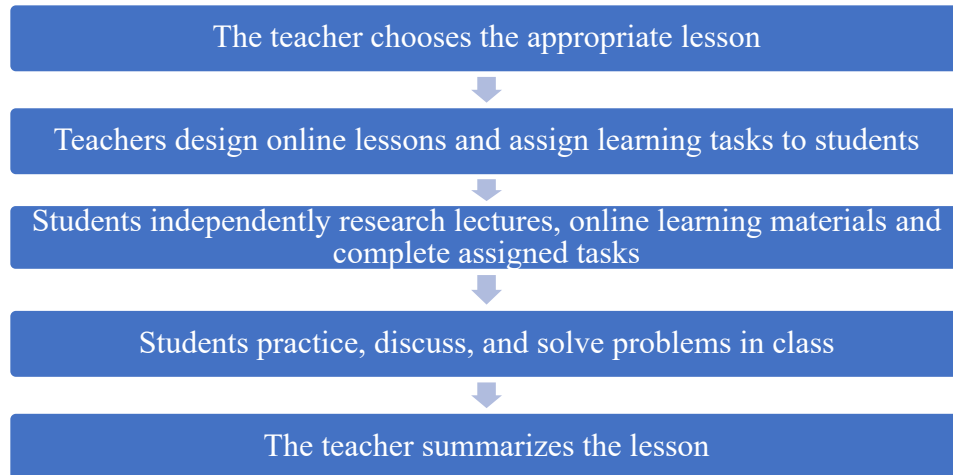 The teacher chooses the appropriate lesson
Teachers design online lessons and assign learning tasks to students
Students independently research lectures, online learning materials and
complete assigned tasks
Students practice, discuss, and solve problems in class
The teacher summarizes the lesson